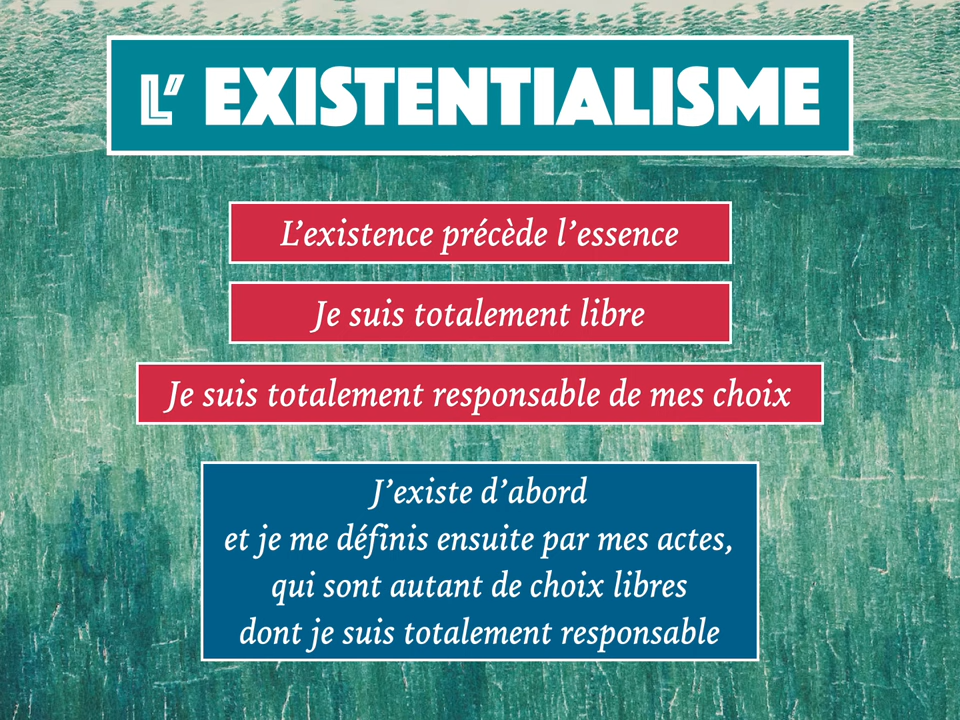 L’ EXISTENTIALISME
L’existence précède l’essence
Je suis totalement libre
Je suis totalement responsable de mes choix
J’existe d’abord
et je me définis ensuite par mes actes,
qui sont autant de choix libres
dont je suis totalement responsable